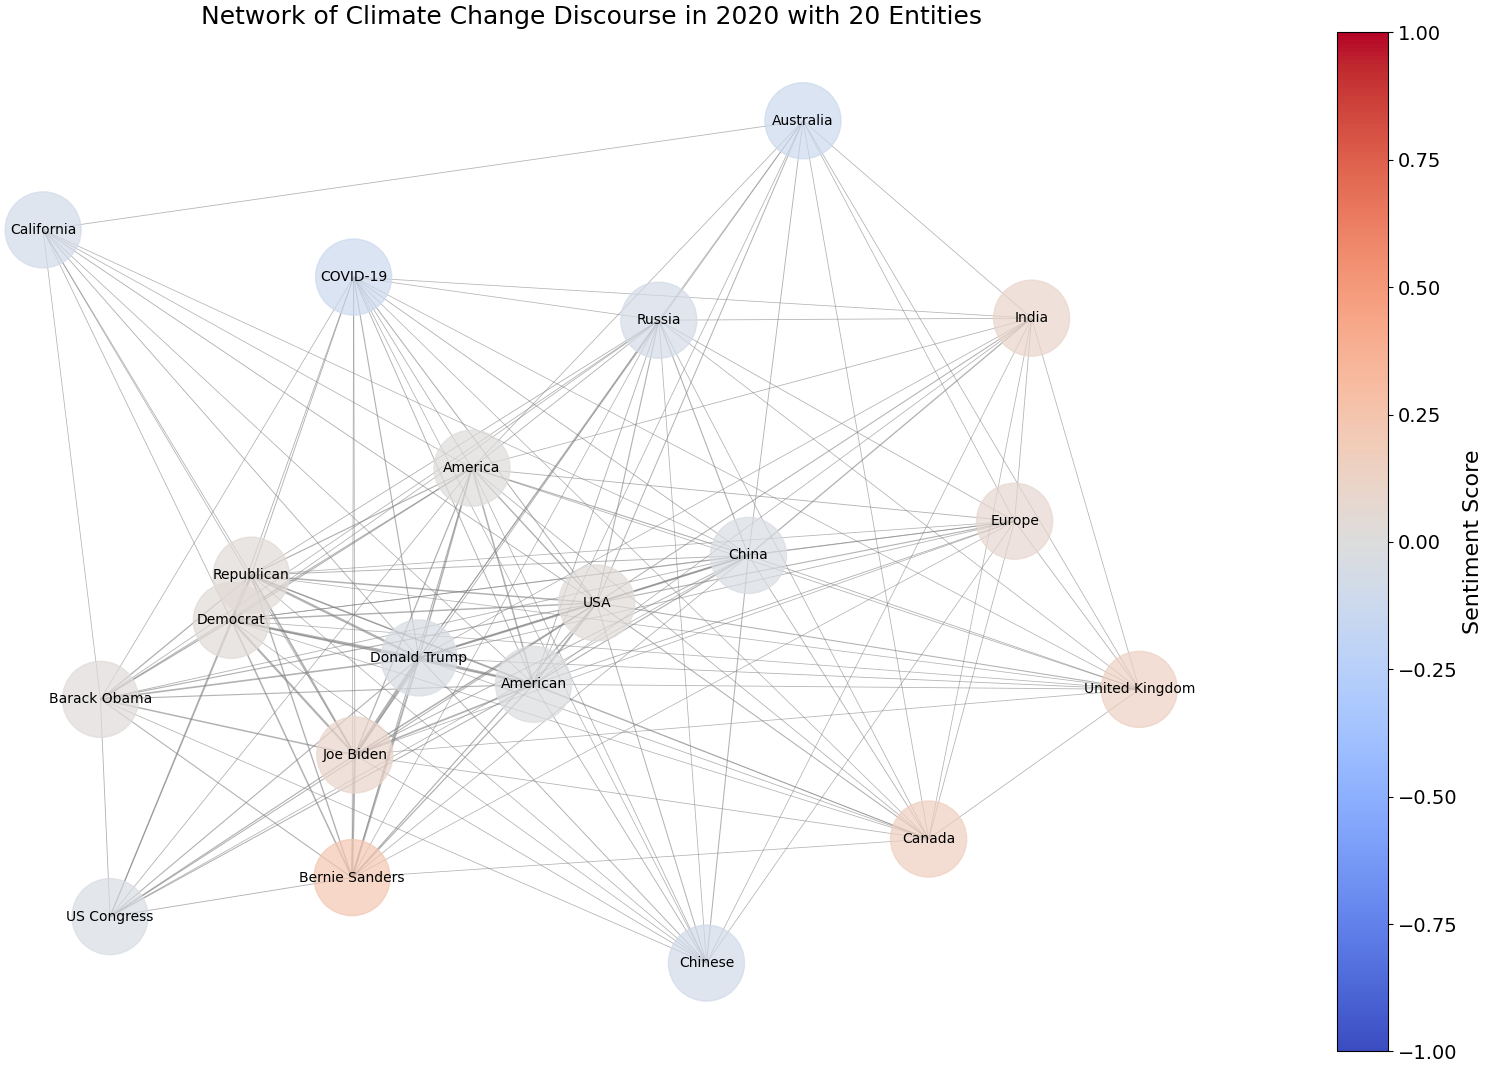 Network of Climate Change Discourse in 2020 with 20 Entities
Australia
California
COVID-19
Russia
India
America
Europe
China
Republican
USA
Democrat
Donald Trump
American
Barack Obama
United Kingdom
Joe Biden
Canada
Bernie Sanders
US Congress
Chinese
1.00
0.75
0.50
0.25
0.00
−0.25
−0.50
−0.75
−1.00
Sentiment Score